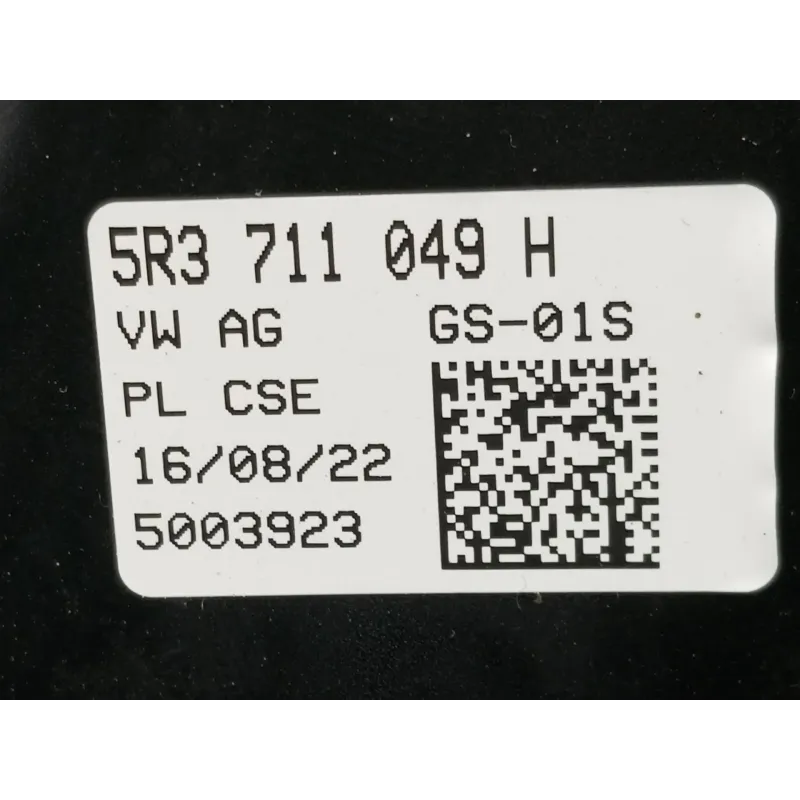 5R3 711 049 H
VW AG GS-01S
PL CSE
16/08/22
5003923